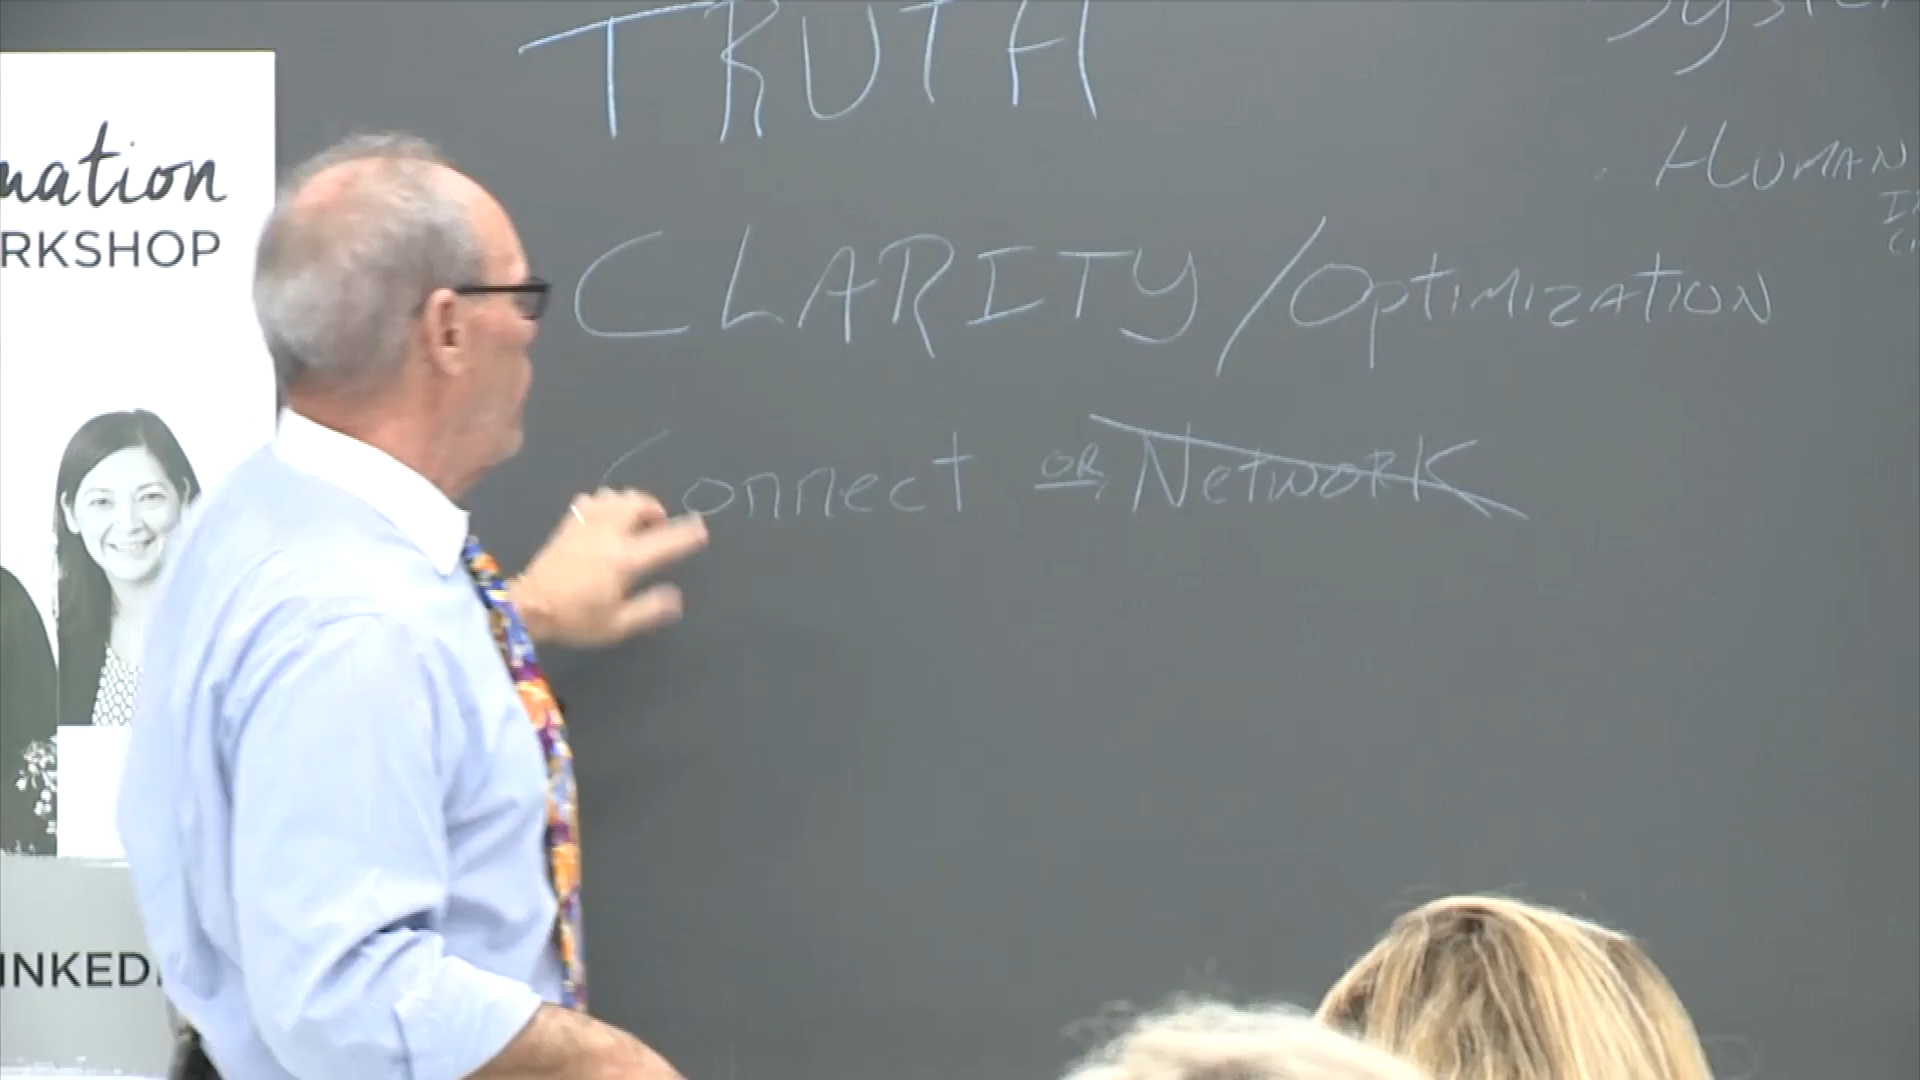 TRUTH
CLARITY / OPTIMIZATION
Connect OR NETWORK
HUMAN
mation
RKSHOP
INKED